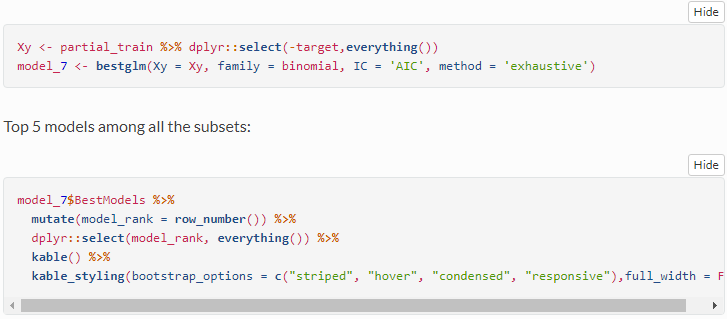 Hide
Xy <- partial_train %>% dplyr::select(-target,everything())
model_7 <- bestglm(Xy = Xy, family = binomial, IC = 'AIC', method = 'exhaustive')
Top 5 models among all the subsets:
Hide
model_7$BestModels %>%
  mutate(model_rank = row_number()) %>%
  dplyr::select(model_rank, everything()) %>%
  kable() %>%
  kable_styling(bootstrap_options = c("striped", "hover", "condensed", "responsive"),full_width = F